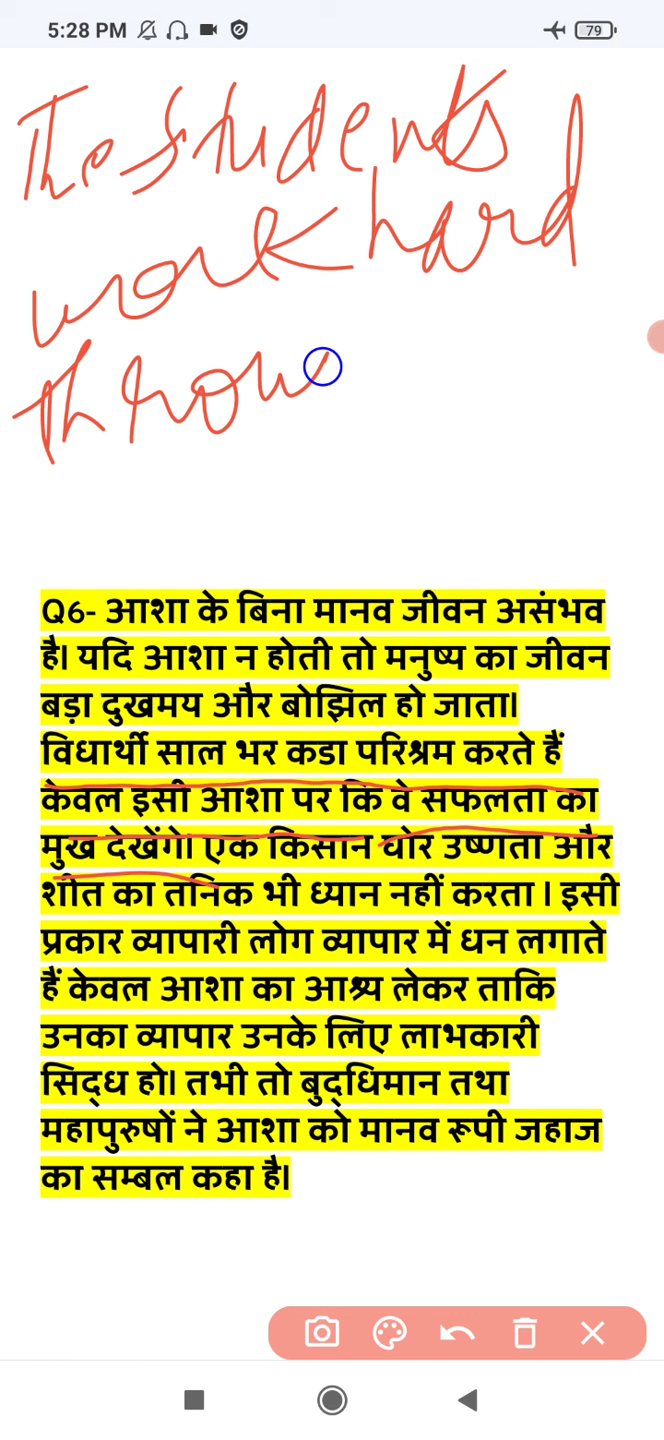 5:28 PM
79
The students
work hard
throu
Q6- आशा के बिना मानव जीवन असंभव
है। यदि आशा न होती तो मनुष्य का जीवन
बड़ा दुखमय और बोझिल हो जाता।
विधार्थी साल भर कडा परिश्रम करते हैं
केवल इसी आशा पर कि वे सफलता का
मुख देखेंगे। एक किसान घोर उष्णता और
शीत का तनिक भी ध्यान नहीं करता । इसी
प्रकार व्यापारी लोग व्यापार में धन लगाते
हैं केवल आशा का आश्र्य लेकर ताकि
उनका व्यापार उनके लिए लाभकारी
सिद्ध हो। तभी तो बुद्धिमान तथा
महापुरुषों ने आशा को मानव रूपी जहाज
का सम्बल कहा है।